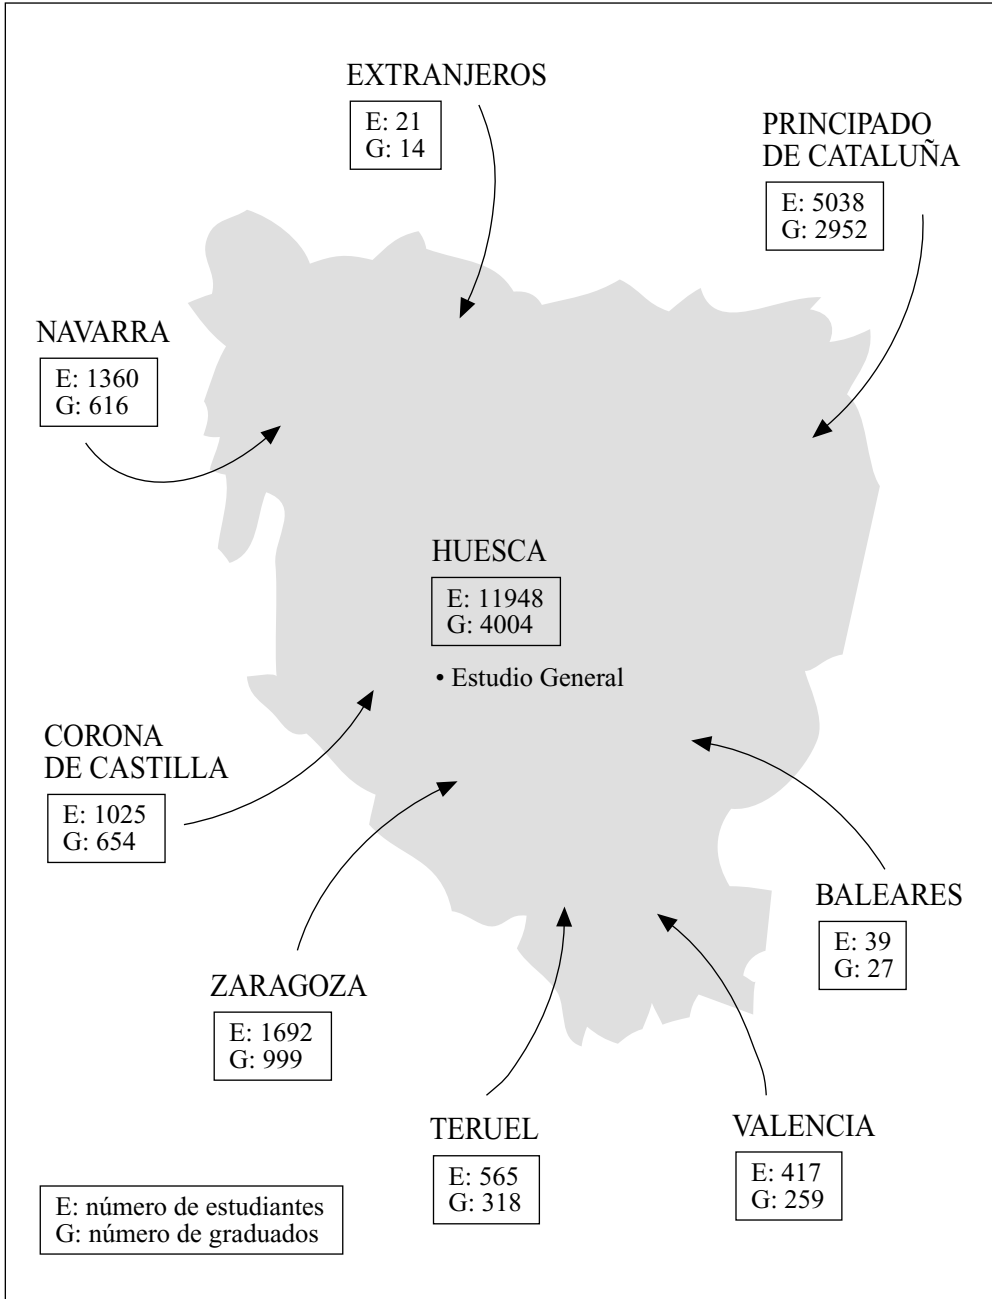 EXTRANJEROS
E: 21
G: 14
PRINCIPADO
DE CATALUÑA
E: 5038
G: 2952
NAVARRA
E: 1360
G: 616
HUESCA
E: 11948
G: 4004
• Estudio General
CORONA
DE CASTILLA
E: 1025
G: 654
BALEARES
E: 39
G: 27
ZARAGOZA
E: 1692
G: 999
TERUEL
E: 565
G: 318
VALENCIA
E: 417
G: 259
E: número de estudiantes
G: número de graduados